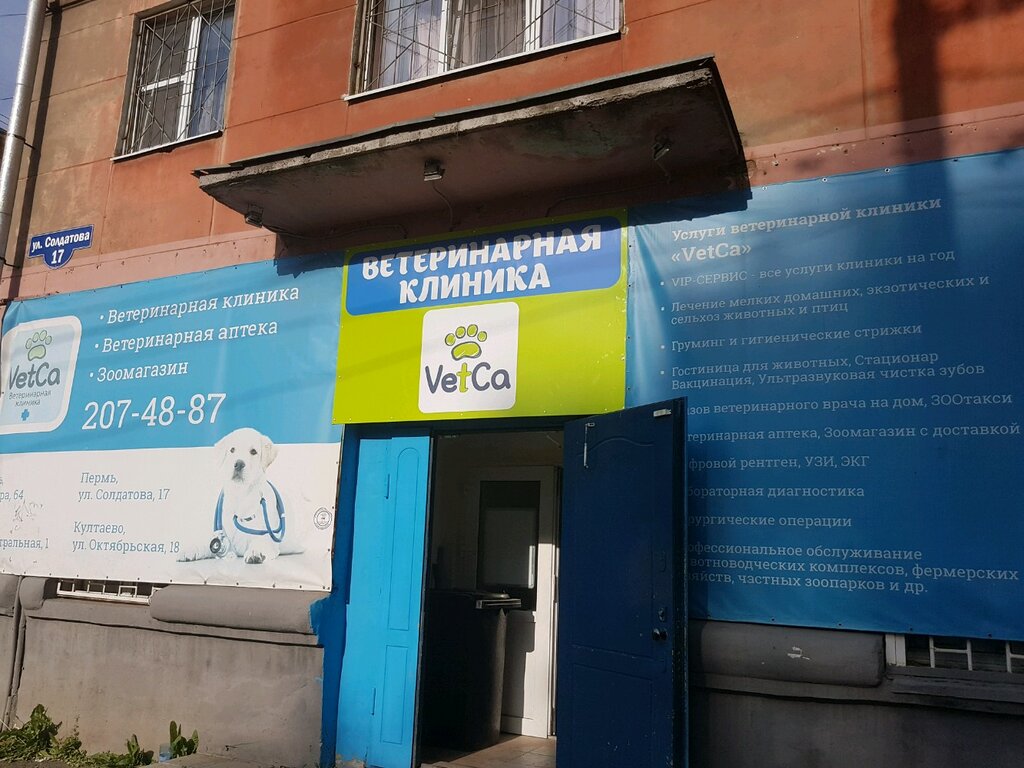 ул. Солдатова
17
• Ветеринарная клиника
• Ветеринарная аптека
• Зоомагазин
207-48-87
VetCa
Ветеринарная
клиника
Пермь,
ул. Солдатова, 17
Култаево,
ул. Октябрьская, 18
64
1
ВЕТЕРИНАРНАЯ
КЛИНИКА
VetCa
Услуги ветеринарной клиники
«VetCa»
• VIP-СЕРВИС - все услуги клиники на год
• Лечение мелких домашних, экзотических и
сельхоз животных и птиц
• Груминг и гигиенические стрижки
• Гостиница для животных, Стационар
Вакцинация, Ультразвуковая чистка зубов
ветеринарного врача на дом, ЗООтакси
аптека, Зоомагазин с доставкой
рентген, УЗИ, ЭКГ
диагностика
операции
обслуживание
комплексов, фермерских
частных зоопарков и др.